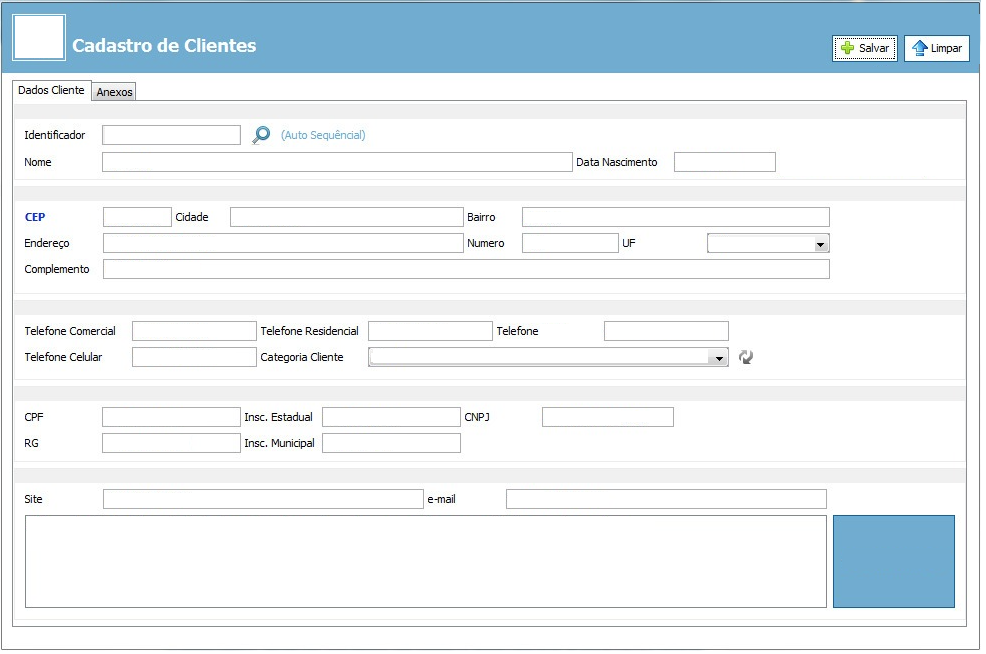 Cadastro de Clientes
Salvar Limpar
Dados Cliente Anexos
Identificador (Auto Sequêncial)
Nome Data Nascimento
CEP Cidade Bairro
Endereço Numero UF
Complemento
Telefone Comercial Telefone Residencial Telefone
Telefone Celular Categoria Cliente
CPF Insc. Estadual CNPJ
RG Insc. Municipal
Site e-mail